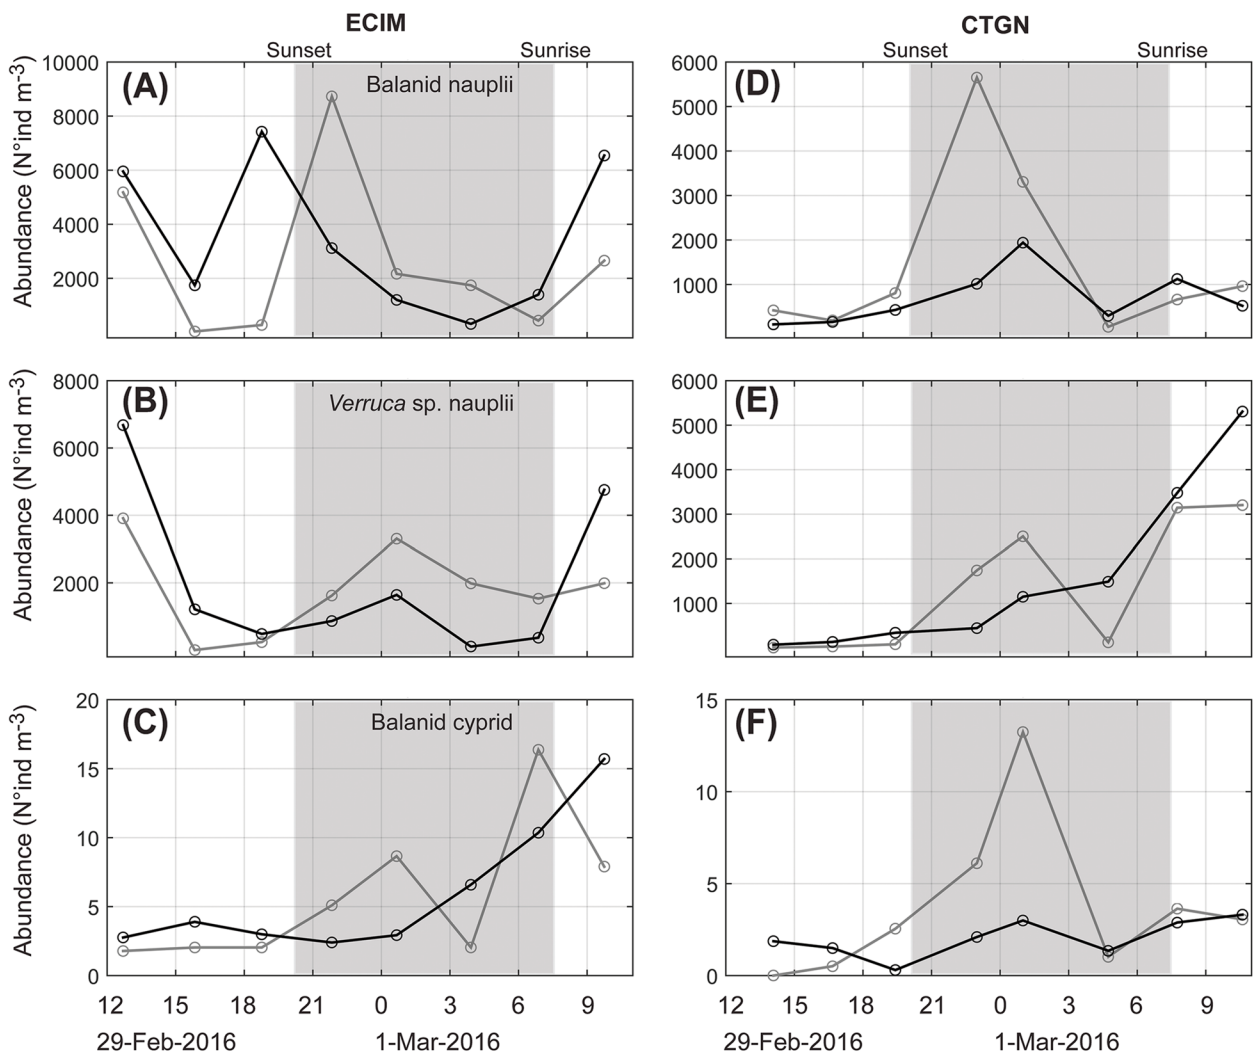 ECIM
CTGN
Sunset Sunrise
Sunset Sunrise
Abundance (N°ind m-3)
10000
8000
6000
4000
2000
(A)
Balanid nauplii
6000
5000
4000
3000
2000
1000
(D)
Abundance (N°ind m-3)
8000
6000
4000
2000
(B)
Verruca sp. nauplii
6000
5000
4000
3000
2000
1000
(E)
Abundance (N°ind m-3)
20
15
10
5
0
(C)
Balanid cyprid
15
10
5
0
(F)
12 15 18 21 0 3 6 9
29-Feb-2016 1-Mar-2016
12 15 18 21 0 3 6 9
29-Feb-2016 1-Mar-2016